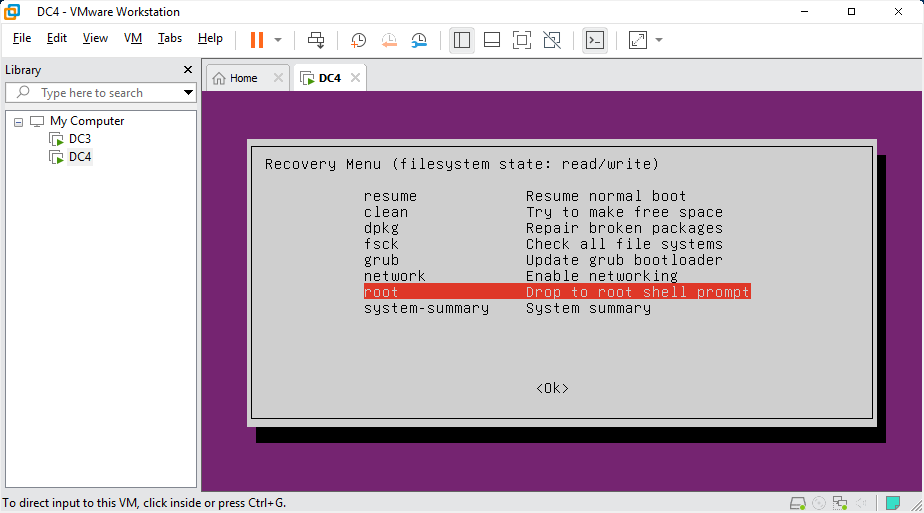 DC4 - VMware Workstation
File Edit View VM Tabs Help
Library
Type here to search
My Computer
DC3
DC4
Home
DC4
Recovery Menu (filesystem state: read/write)
resume Resume normal boot
clean Try to make free space
dpkg Repair broken packages
fsck Check all file systems
grub Update grub bootloader
network Enable networking
root Drop to root shell prompt
system-summary System summary
<Ok>
To direct input to this VM, click inside or press Ctrl+G.